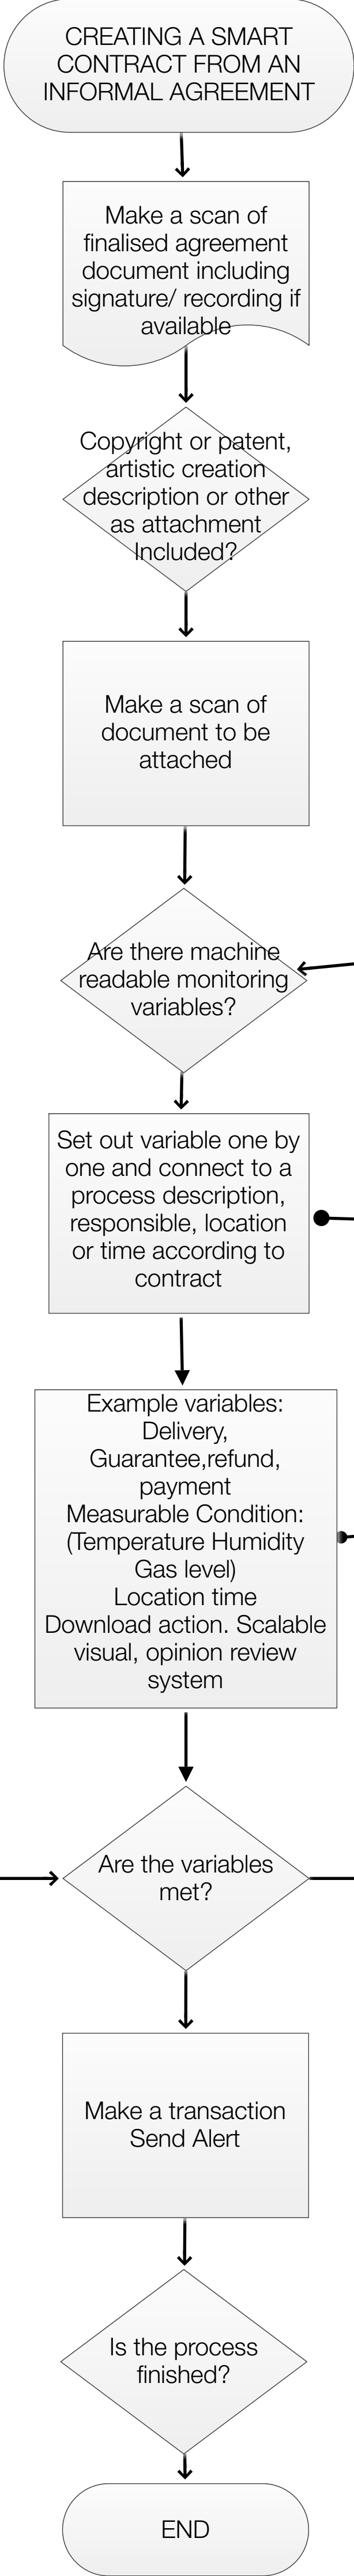 CREATING A SMART
CONTRACT FROM AN
INFORMAL AGREEMENT
Make a scan of
finalised agreement
document including
signature/ recording if
available
Copyright or patent,
artistic creation
description or other
as attachment
Included?
Make a scan of
document to be
attached
Are there machine
readable monitoring
variables?
Set out variable one by
one and connect to a
process description,
responsible, location
or time according to
contract
Example variables:
Delivery,
Guarantee,refund,
payment
Measurable Condition:
(Temperature Humidity
Gas level)
Location time
Download action. Scalable
visual, opinion review
system
Are the variables
met?
Make a transaction
Send Alert
Is the process
finished?
END